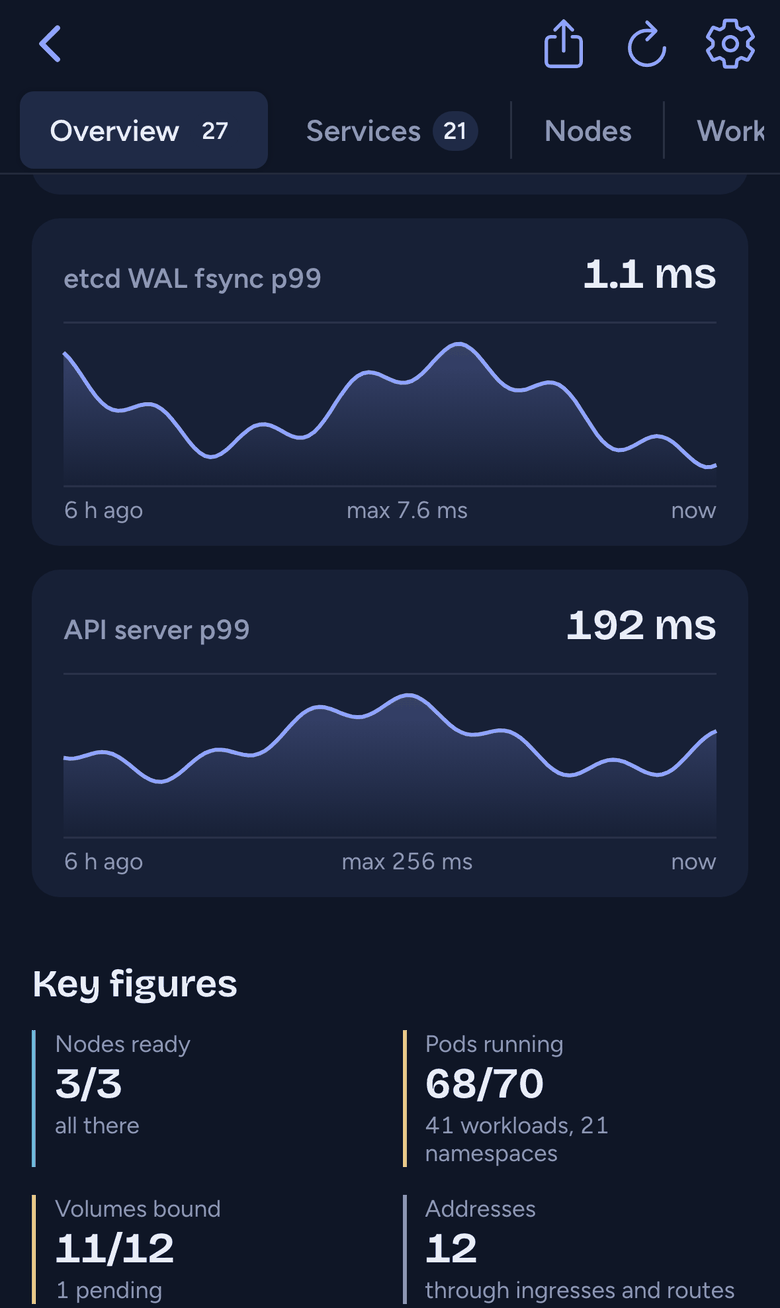 Overview 27 Services 21 Nodes Work
etcd WAL fsync p99 1.1 ms
6 h ago max 7.6 ms now
API server p99 192 ms
6 h ago max 256 ms now
Key figures
Nodes ready
3/3
all there
Pods running
68/70
41 workloads, 21
namespaces
Volumes bound
11/12
1 pending
Addresses
12
through ingresses and routes